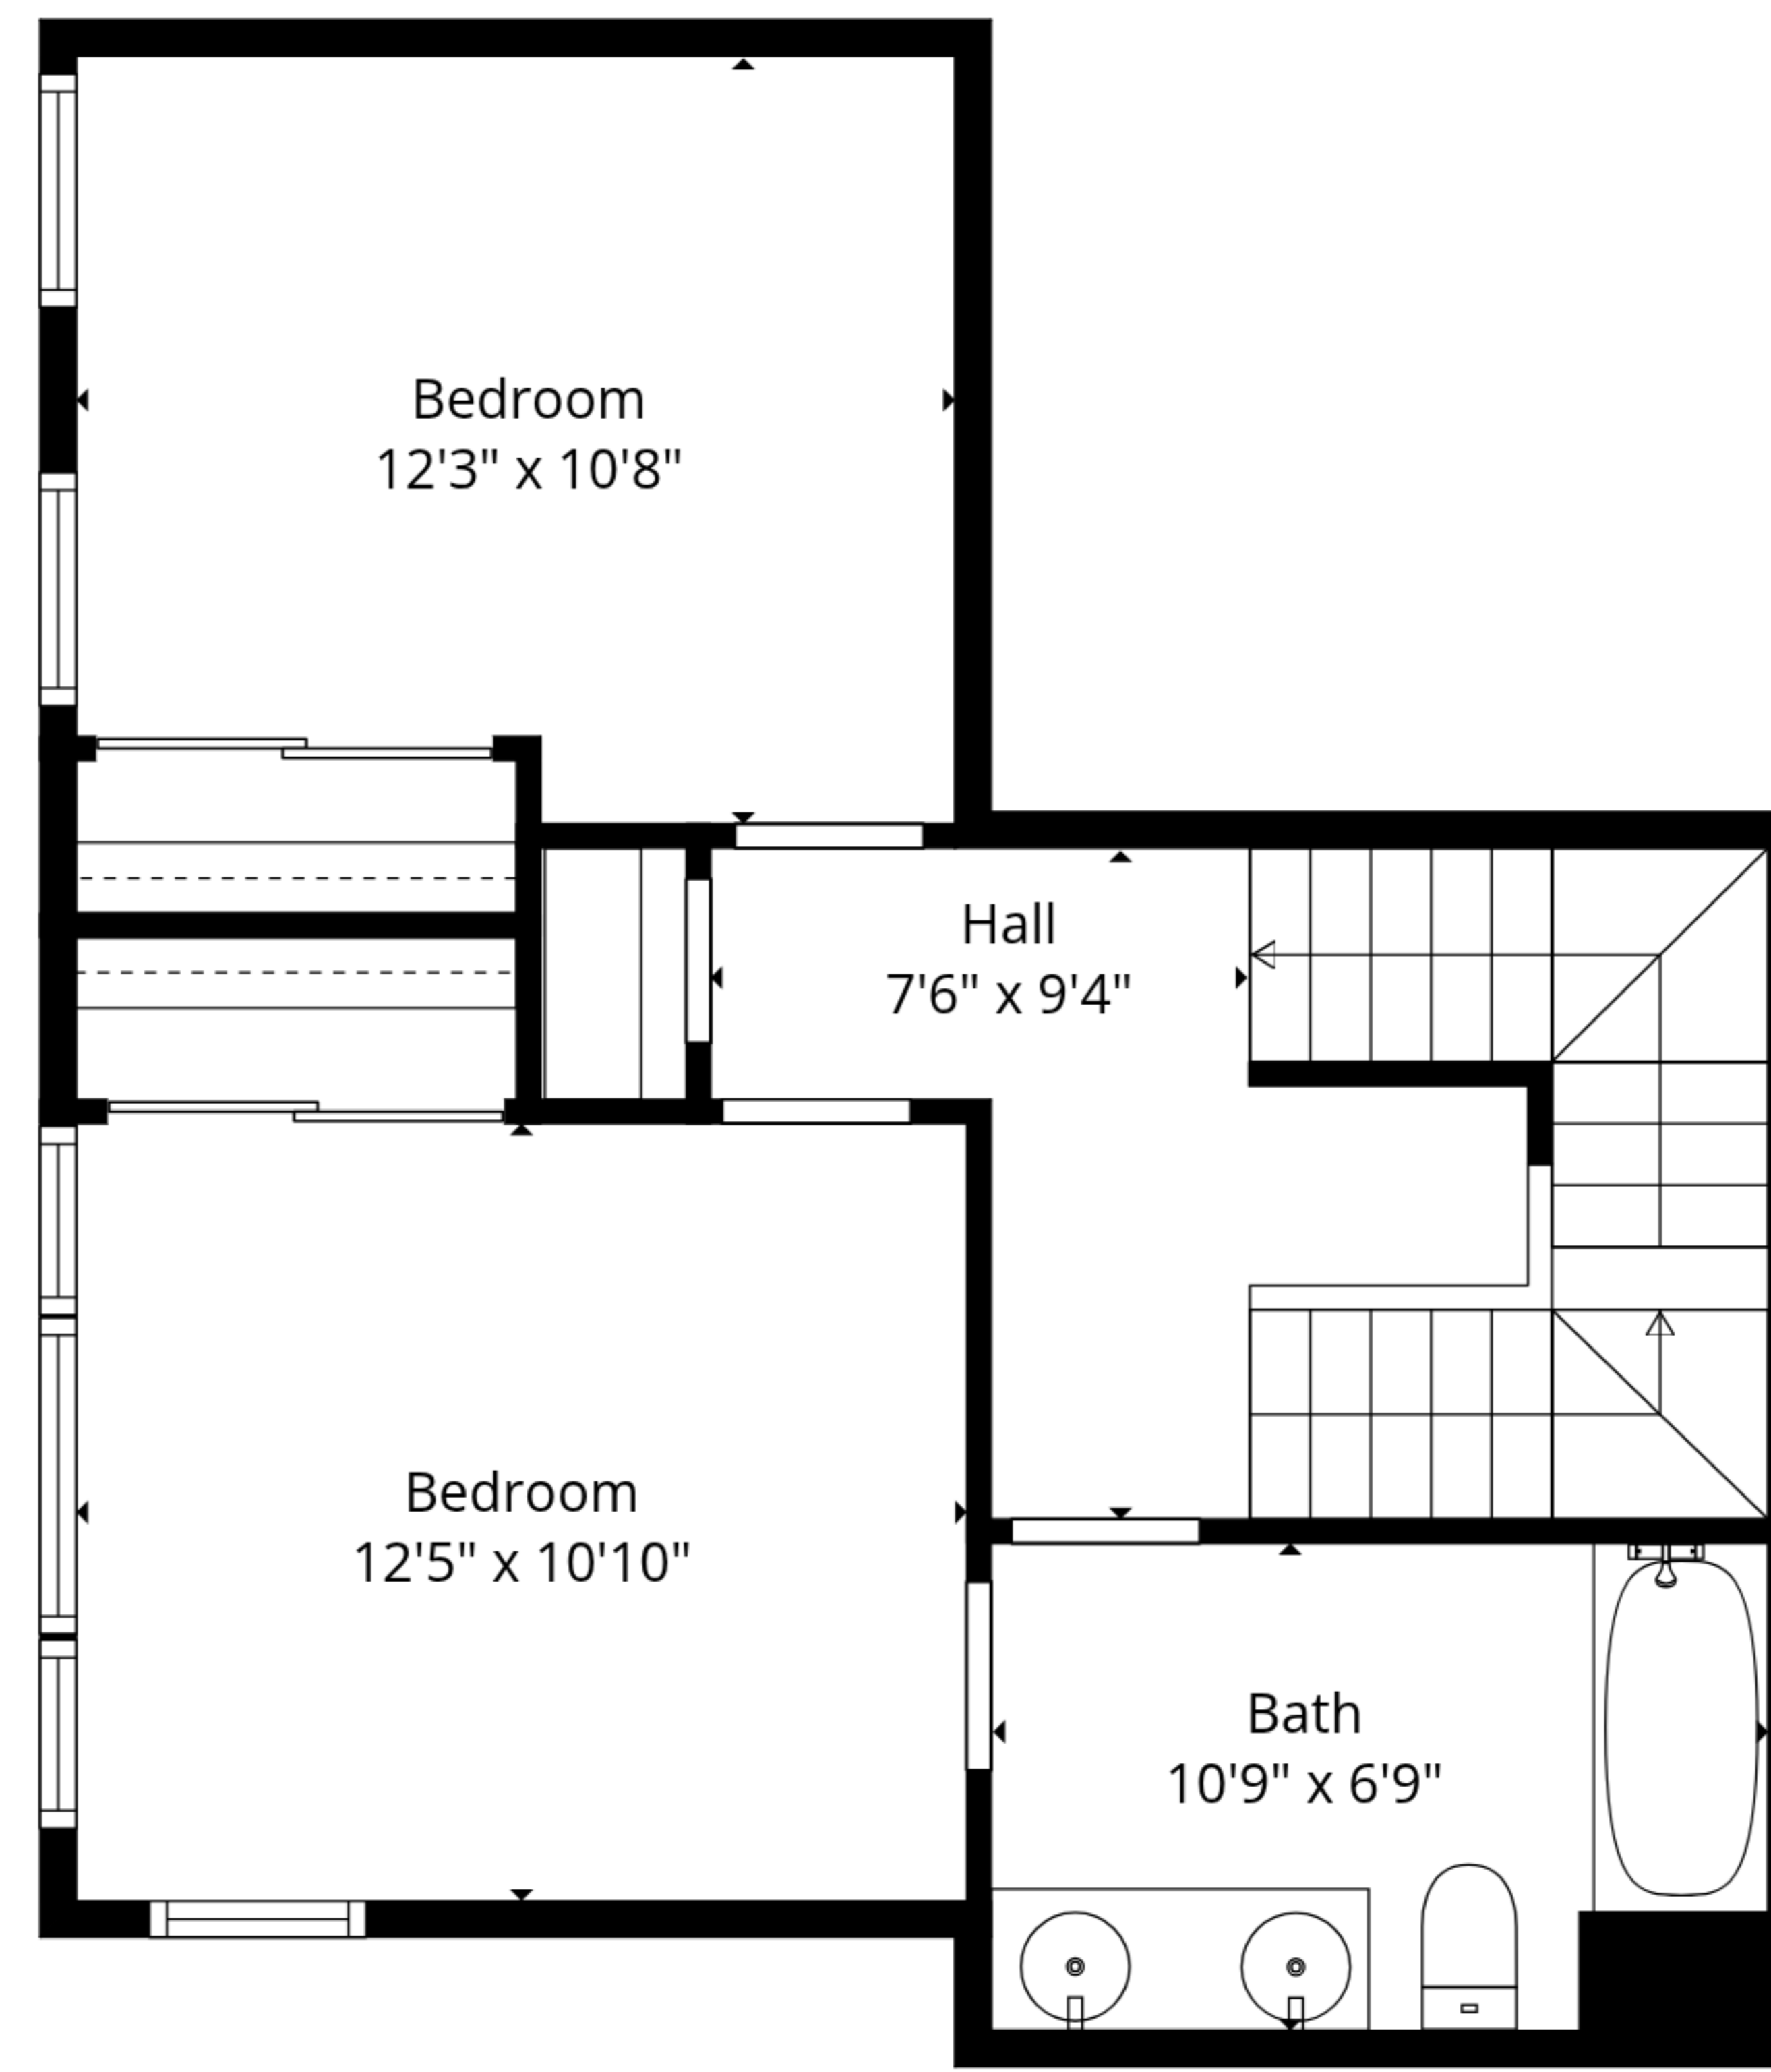 Bedroom
12'3" x 10'8"
Hall
7'6" x 9'4"
Bedroom
12'5" x 10'10"
Bath
10'9" x 6'9"